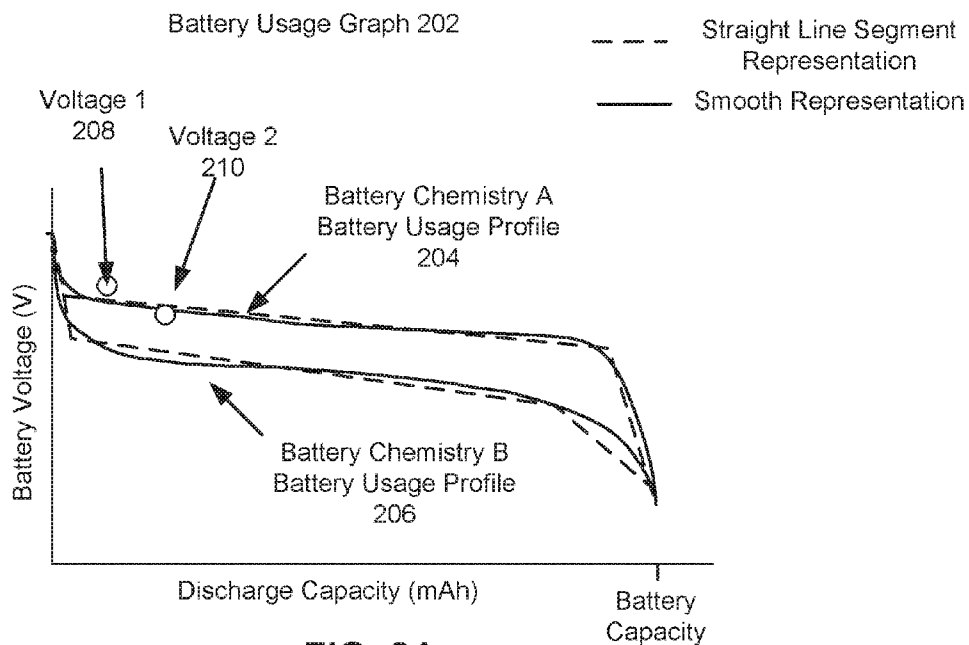 Battery Usage Graph 202
Straight Line Segment
Representation
Smooth Representation
Voltage 1
208
Voltage 2
210
Battery Chemistry A
Battery Usage Profile
204
Battery Voltage (V)
Battery Chemistry B
Battery Usage Profile
206
Discharge Capacity (mAh)
Battery
Capacity